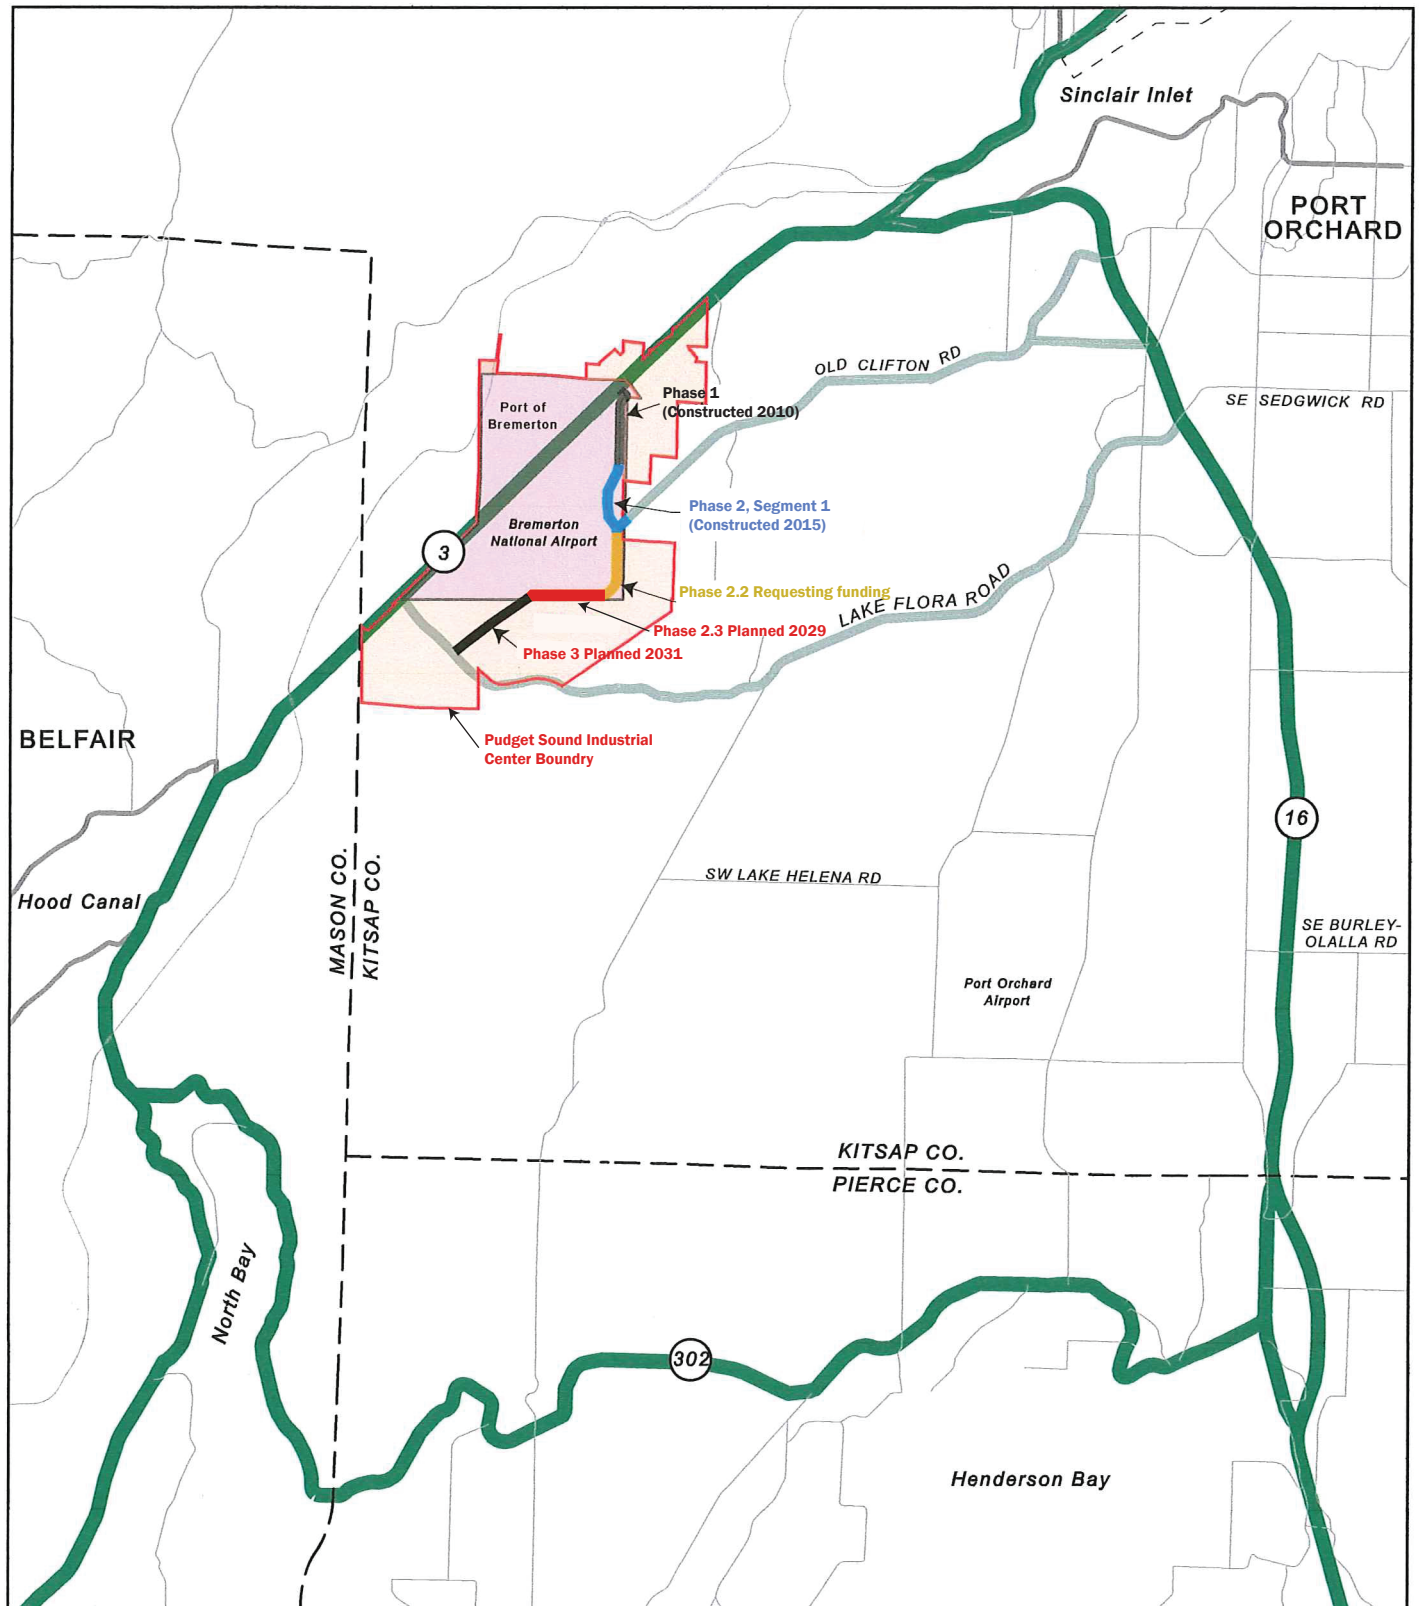 Sinclair Inlet
PORT
ORCHARD
OLD CLIFTON RD
Phase 1
(Constructed 2010)
SE SEDGWICK RD
Port of
Bremerton
Phase 2, Segment 1
(Constructed 2015)
Bremerton
National Airport
3
Phase 2.2 Requesting funding
LAKE FLORA ROAD
Phase 2.3 Planned 2029
Phase 3 Planned 2031
BELFAIR
Pudget Sound Industrial
Center Boundry
16
MASON CO.
KITSAP CO.
SW LAKE HELENA RD
Hood Canal
SE BURLEY-
OLALLA RD
Port Orchard
Airport
KITSAP CO.
PIERCE CO.
North Bay
302
Henderson Bay